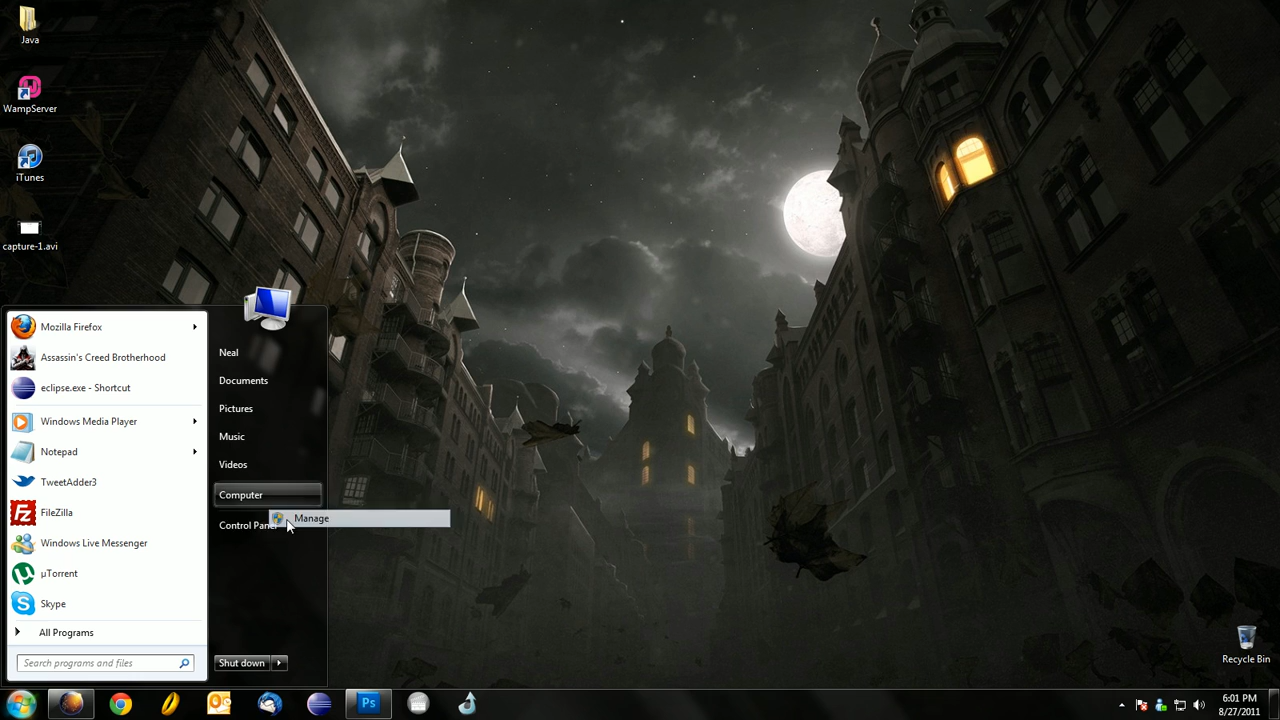 Java
WampServer
iTunes
capture-1.avi
Mozilla Firefox
Assassin's Creed Brotherhood
eclipse.exe - Shortcut
Windows Media Player
Notepad
TweetAdder3
FileZilla
Windows Live Messenger
µTorrent
Skype
All Programs
Search programs and files
Neal
Documents
Pictures
Music
Videos
Computer
Manage
Control Panel
Shut down
Recycle Bin
Ps
6:01 PM
8/27/2011